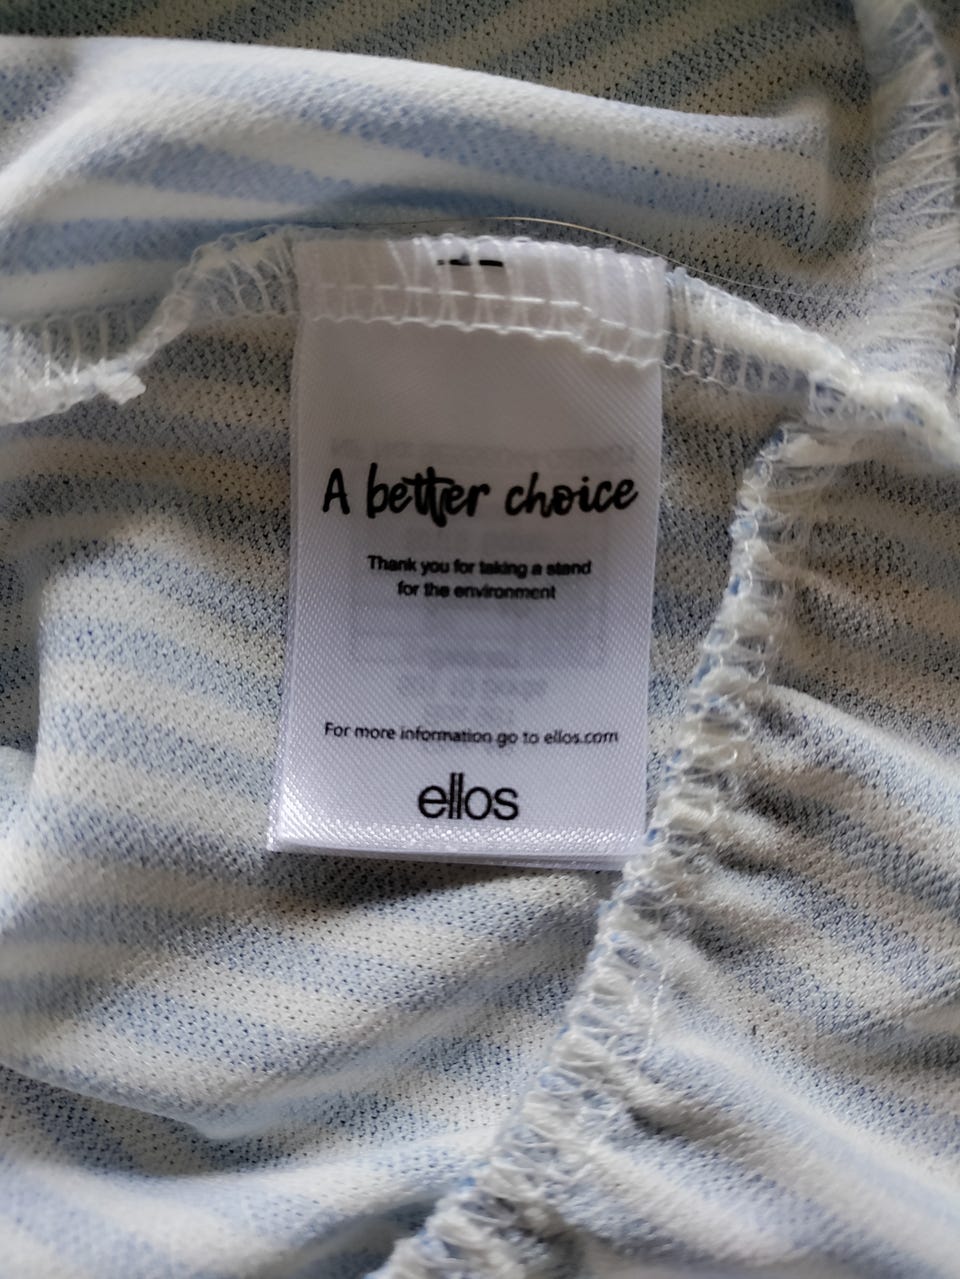 A better choice
Thank you for taking a stand
for the environment
For more information go to ellos.com
ellos